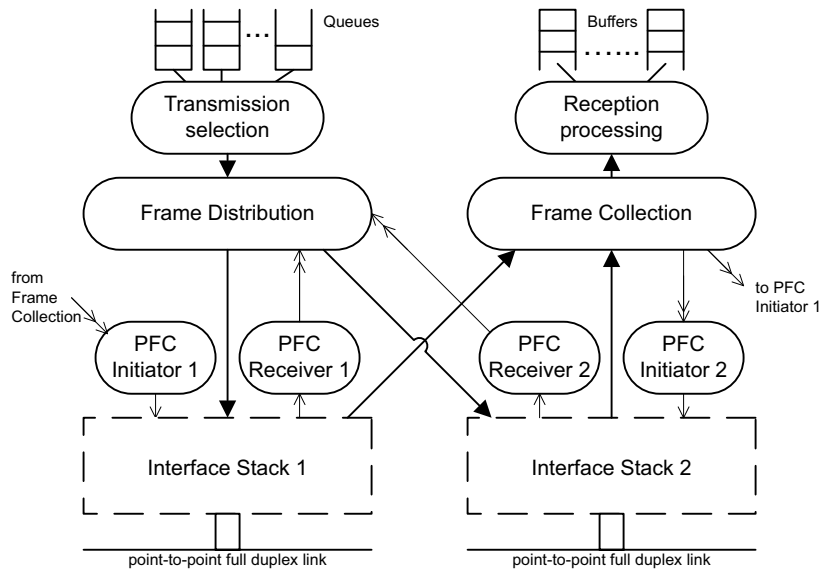 Queues
Buffers
Transmission
selection
Reception
processing
Frame Distribution
Frame Collection
from
Frame
Collection
to PFC
Initiator 1
PFC
Initiator 1
PFC
Receiver 1
PFC
Receiver 2
PFC
Initiator 2
Interface Stack 1
Interface Stack 2
point-to-point full duplex link
point-to-point full duplex link